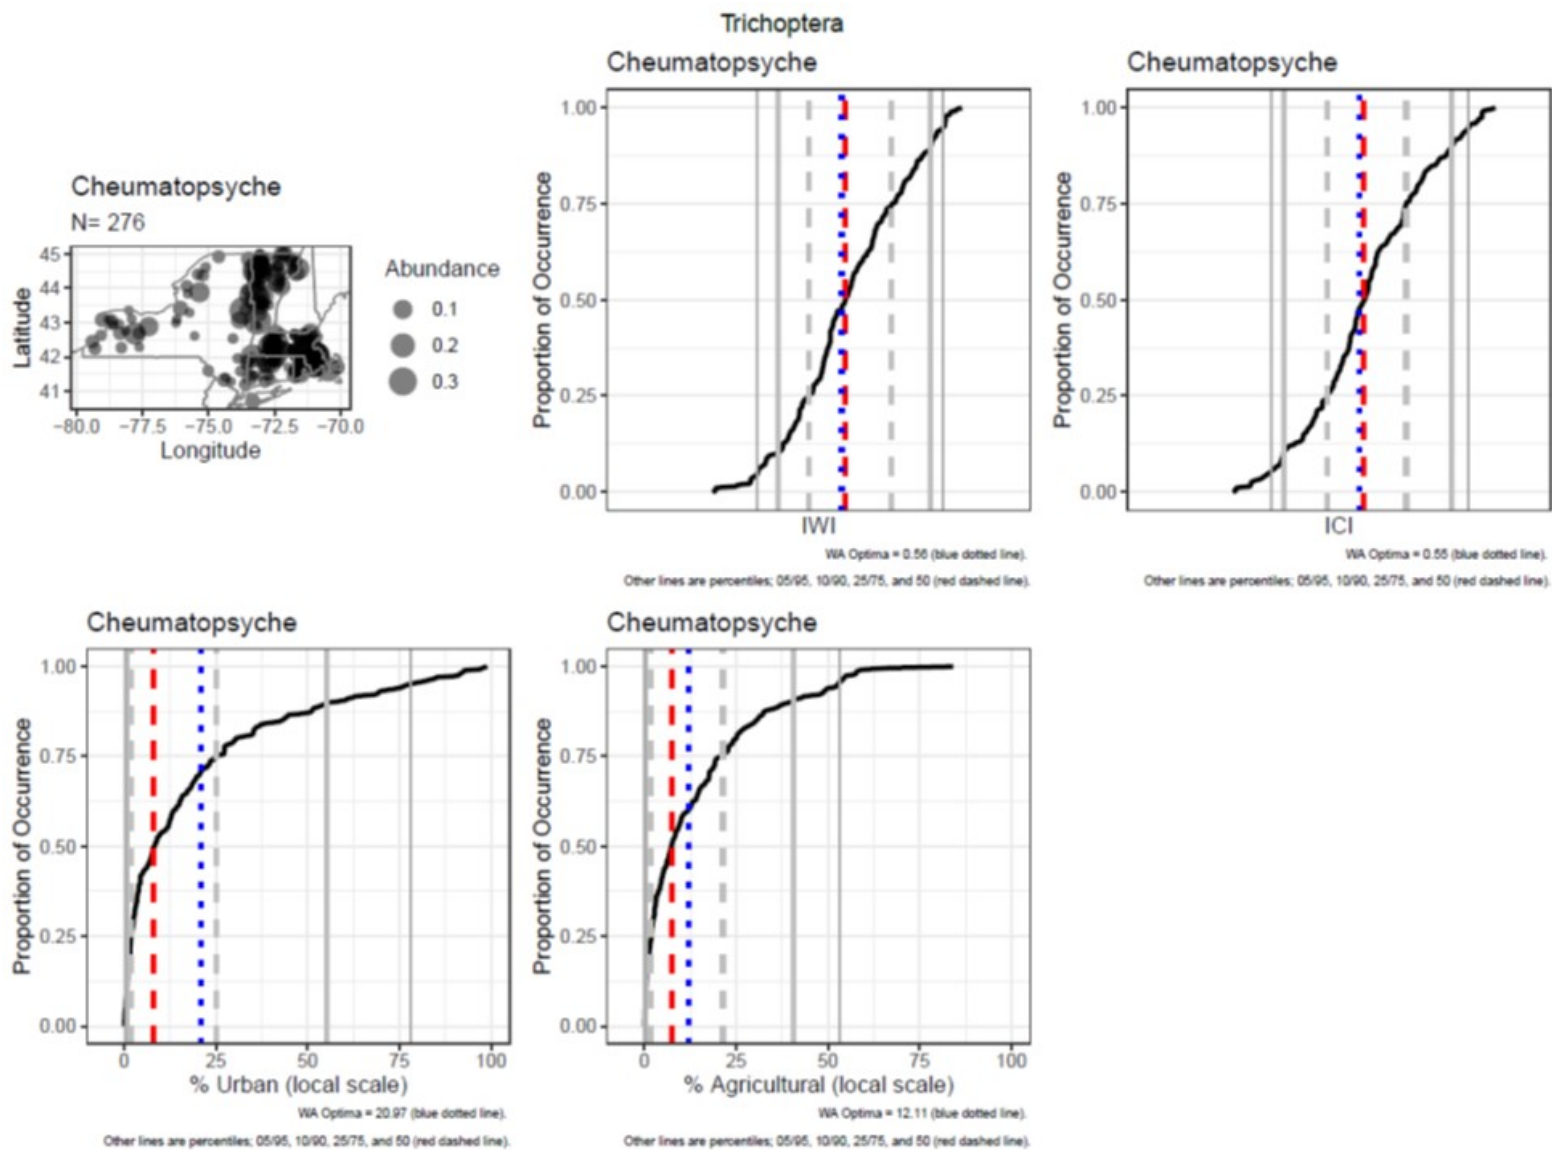 Trichoptera
Cheumatopsyche
N= 276
45
44
43
42
41
Latitude
−80.0 −77.5 −75.0 −72.5 −70.0
Longitude
Abundance
0.1
0.2
0.3
Cheumatopsyche
1.00
0.75
0.50
0.25
0.00
Proportion of Occurrence
IWI
WA Optima = 0.56 (blue dotted line).
Other lines are percentiles; 05/95, 10/90, 25/75, and 50 (red dashed line).
Cheumatopsyche
1.00
0.75
0.50
0.25
0.00
Proportion of Occurrence
ICI
WA Optima = 0.55 (blue dotted line).
Other lines are percentiles; 05/95, 10/90, 25/75, and 50 (red dashed line).
Cheumatopsyche
1.00
0.75
0.50
0.25
0.00
Proportion of Occurrence
0 25 50 75 100
% Urban (local scale)
WA Optima = 20.97 (blue dotted line).
Other lines are percentiles; 05/95, 10/90, 25/75, and 50 (red dashed line).
Cheumatopsyche
1.00
0.75
0.50
0.25
0.00
Proportion of Occurrence
0 25 50 75 100
% Agricultural (local scale)
WA Optima = 12.11 (blue dotted line).
Other lines are percentiles; 05/95, 10/90, 25/75, and 50 (red dashed line).